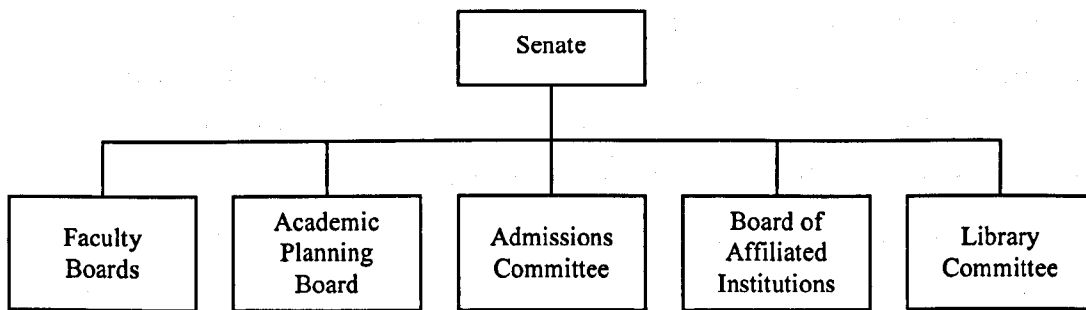 Senate
Faculty
Boards
Academic
Planning
Board
Admissions
Committee
Board of
Affiliated
Institutions
Library
Committee